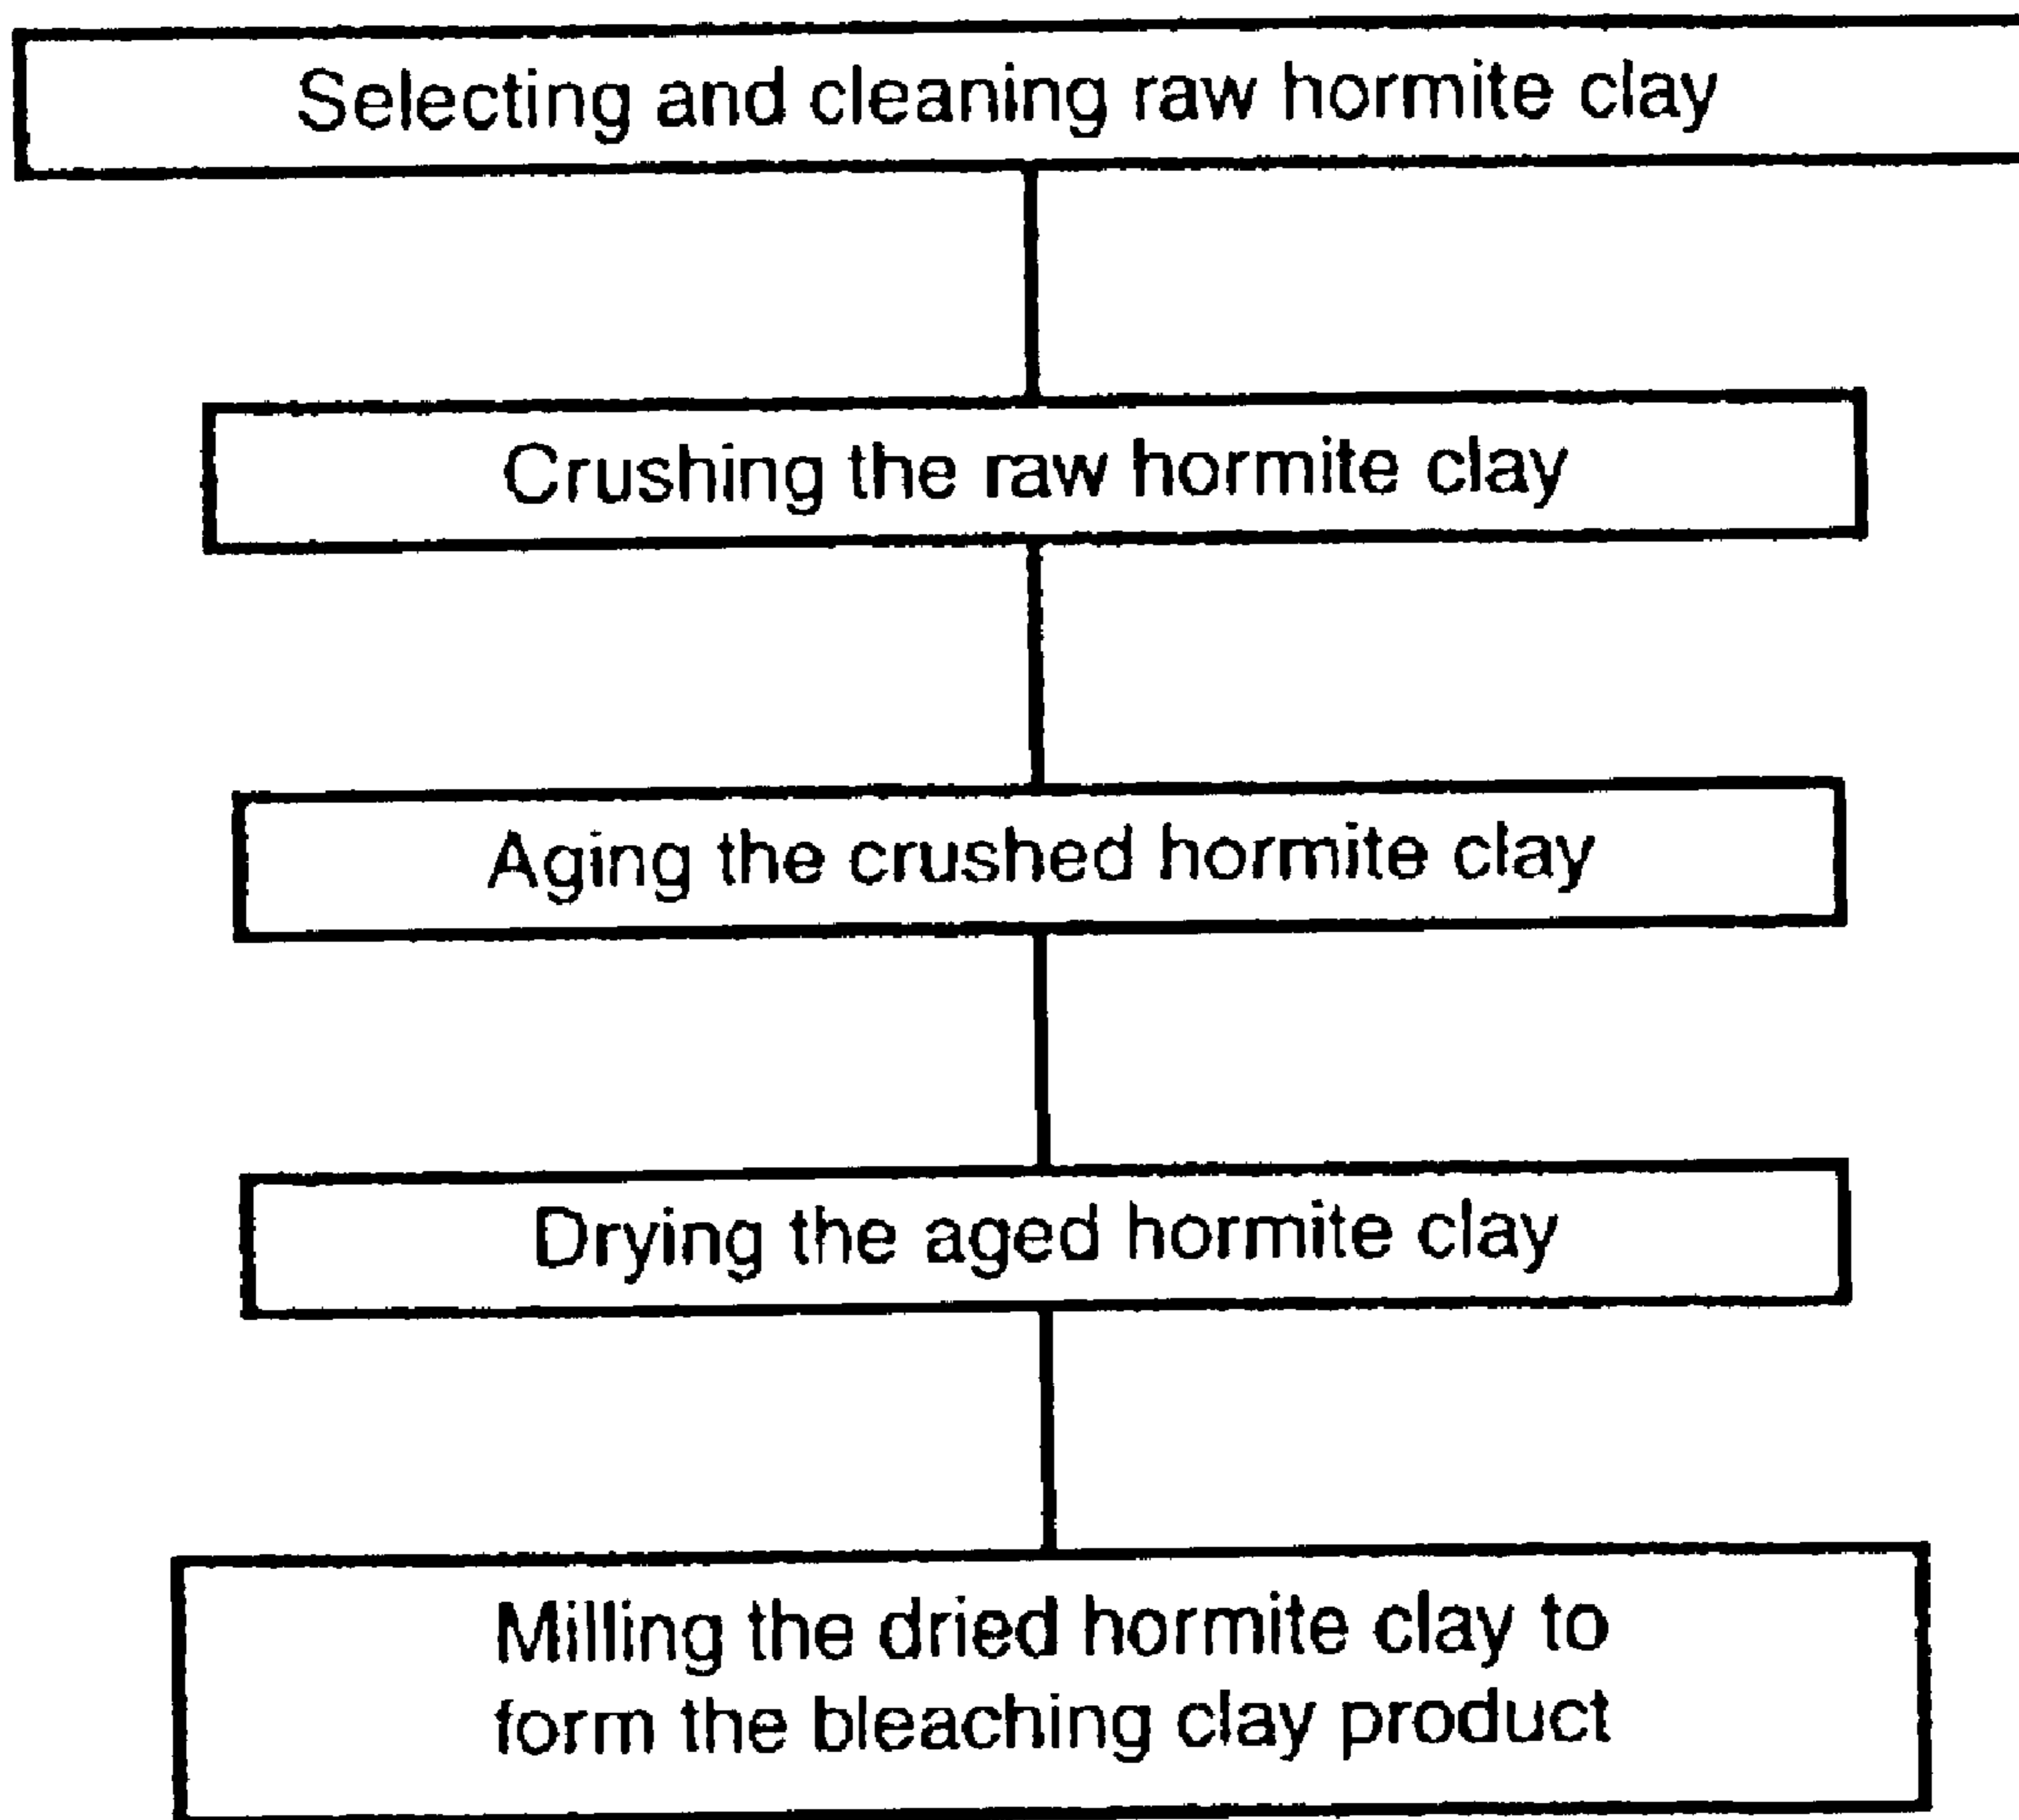 Selecting and cleaning raw hormite clay
Crushing the raw hormite clay
Aging the crushed hormite clay
Drying the aged hormite clay
Milling the dried hormite clay to
form the bleaching clay product